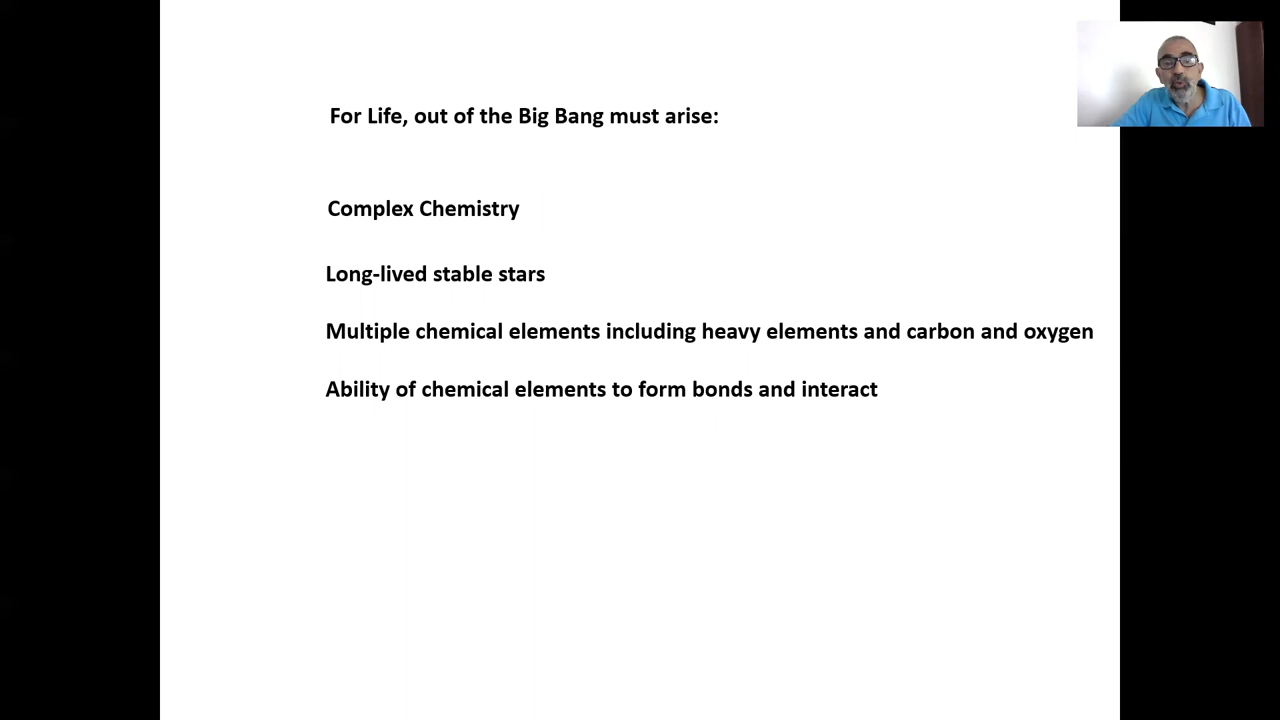 For Life, out of the Big Bang must arise:
Complex Chemistry
Long-lived stable stars
Multiple chemical elements including heavy elements and carbon and oxygen
Ability of chemical elements to form bonds and interact